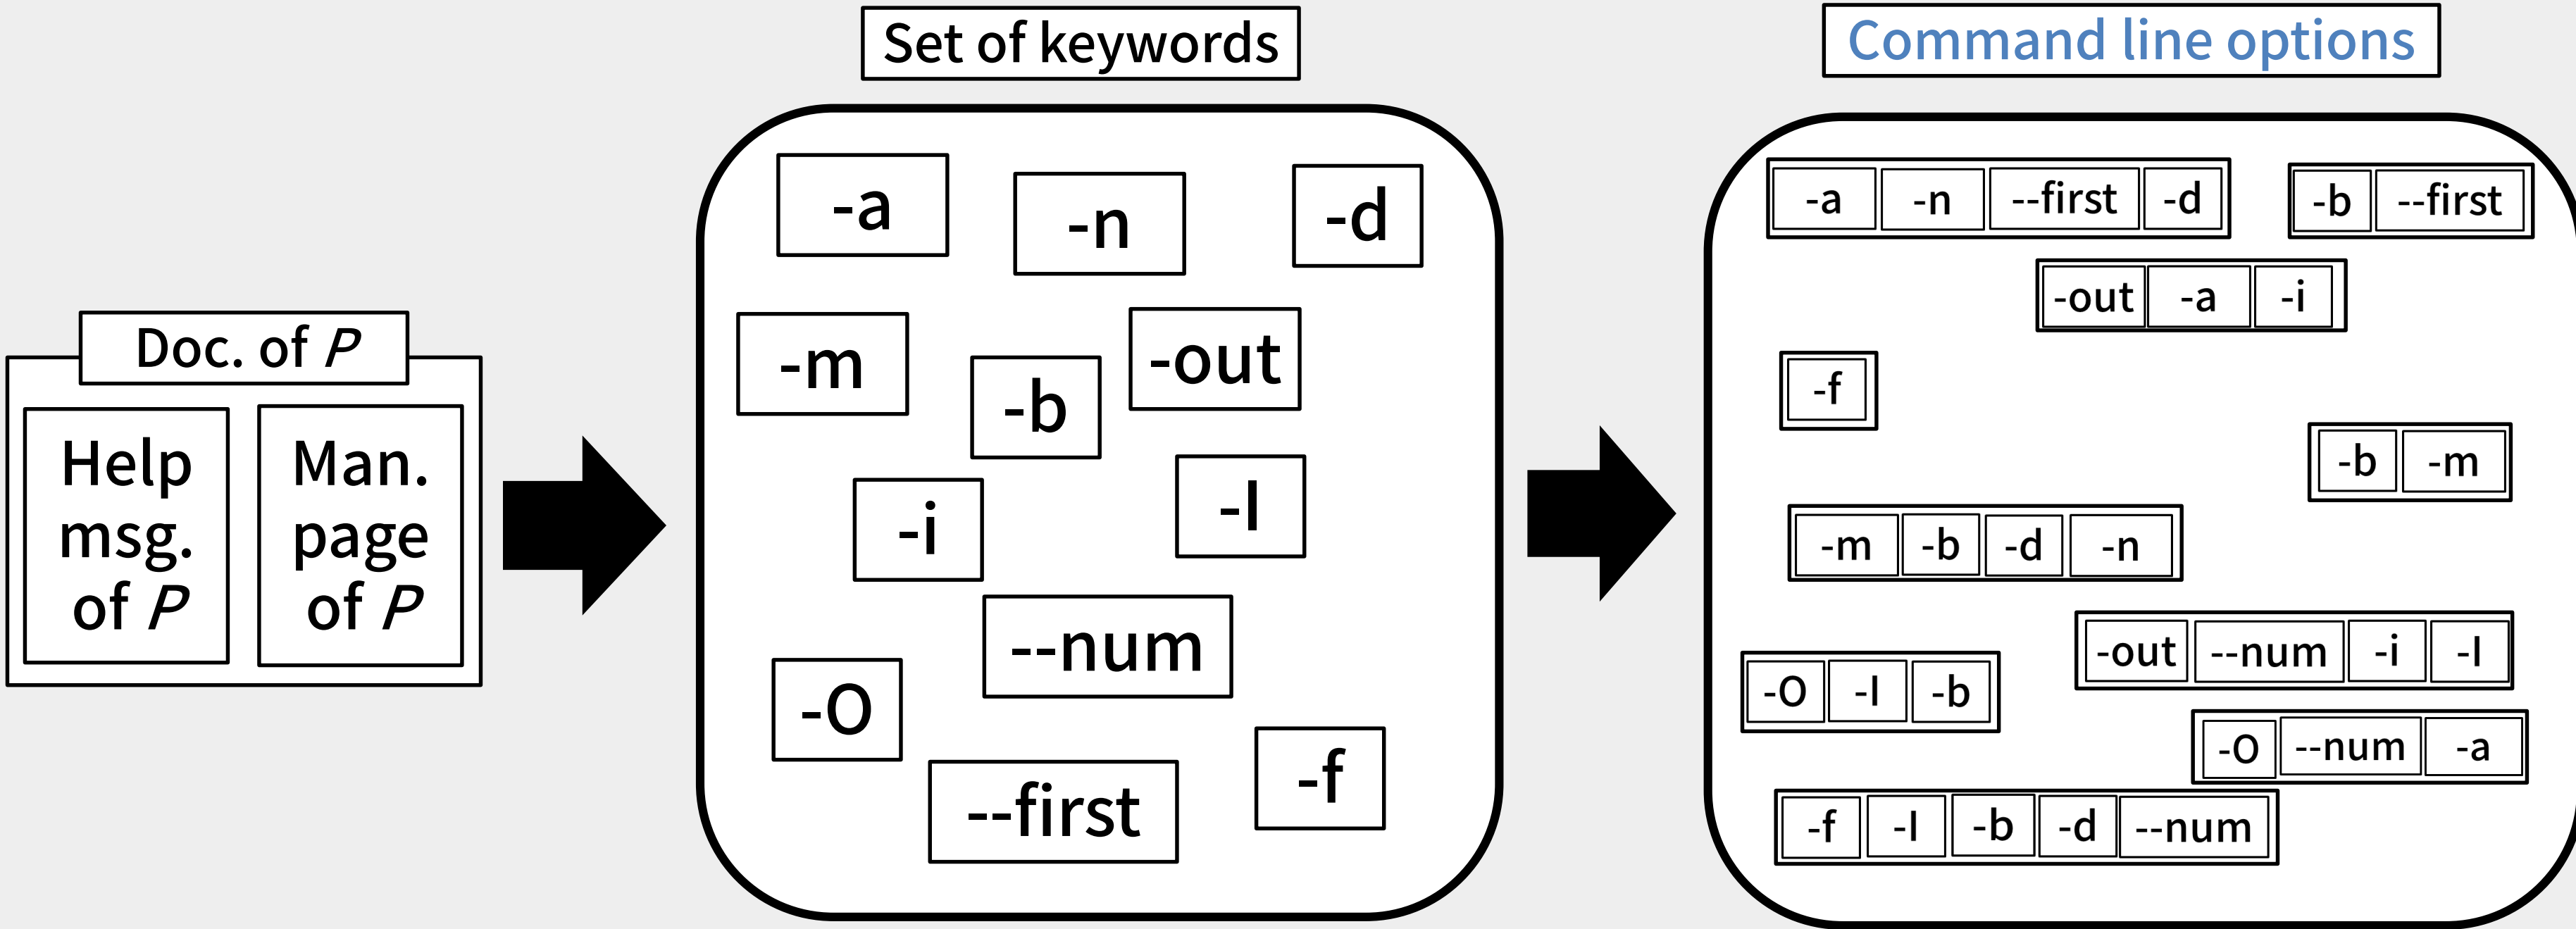 Set of keywords
Command line options
Doc. of P
Help
msg.
of P
Man.
page
of P
-a
-n
-d
-m
-b
-out
-i
-I
--num
-O
--first
-f
-a -n --first -d
-b --first
-out -a -i
-f
-b -m
-m -b -d -n
-out --num -i -I
-O -I -b
-O --num -a
-f -I -b -d --num